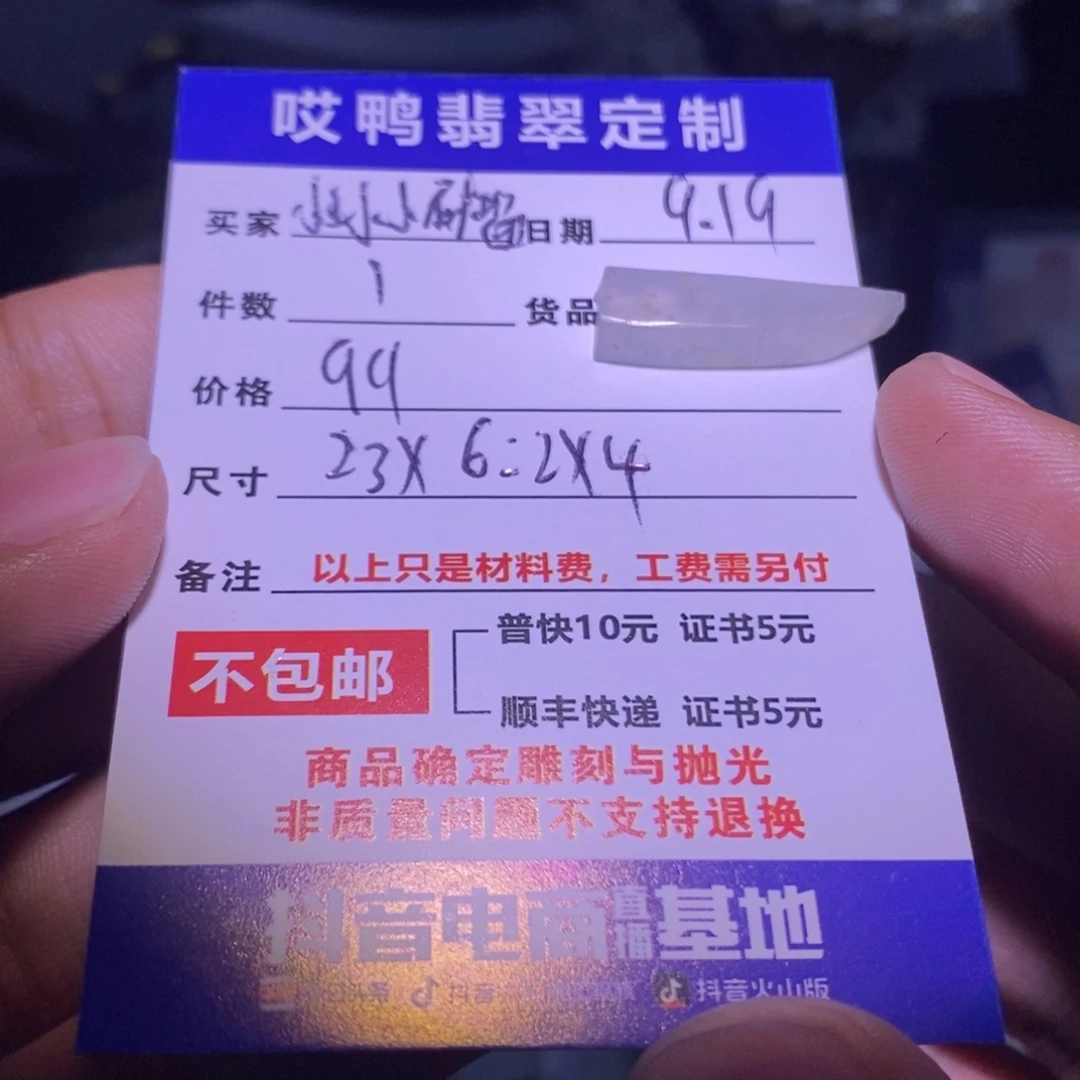 哎鸭翡翠定制
买家 日期 9.19
件数 1 货品
价格 99
尺寸 23X 6:2X4
备注 以上只是材料费，工费需另付
不包邮
普快10元 证书5元
顺丰快递 证书5元
商品确定雕刻与抛光
非质量问题不支持退换
抖音电商直播基地
抖音 抖音火山版